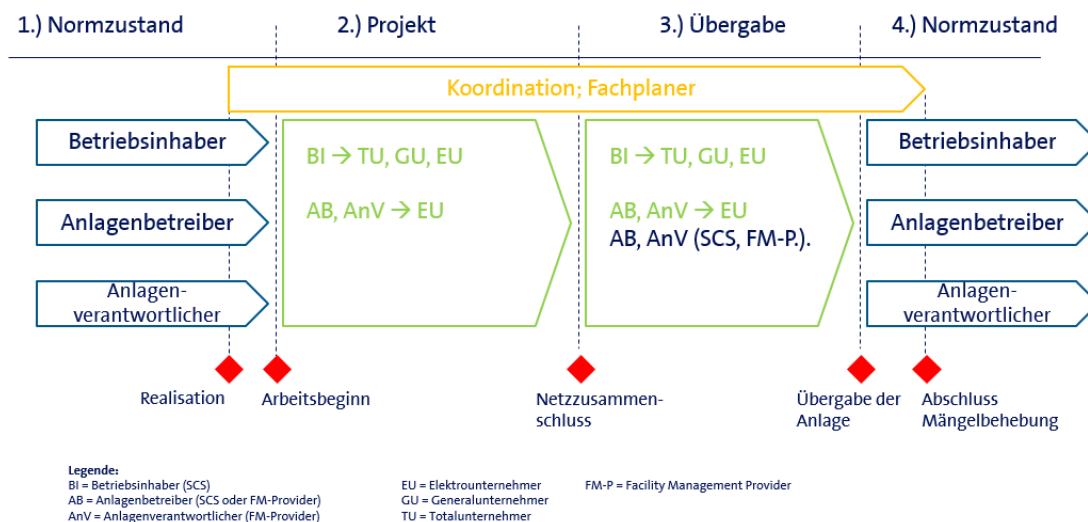 1.) Normzustand
2.) Projekt
3.) Übergabe
4.) Normzustand
Koordination; Fachplaner
Betriebsinhaber
Anlagenbetreiber
Anlagen-
verantwortlicher
BI → TU, GU, EU
AB, AnV → EU
BI → TU, GU, EU
AB, AnV → EU
AB, AnV (SCS, FM-P.).
Betriebsinhaber
Anlagenbetreiber
Anlagen-
verantwortlicher
Realisation
Arbeitsbeginn
Netzzusammen-
schluss
Übergabe der
Anlage
Abschluss
Mängelbehebung
Legende:
BI = Betriebsinhaber (SCS)
AB = Anlagenbetreiber (SCS oder FM-Provider)
AnV = Anlagenverantwortlicher (FM-Provider)
EU = Elektrounternehmer
GU = Generalunternehmer
TU = Totalunternehmer
FM-P = Facility Management Provider